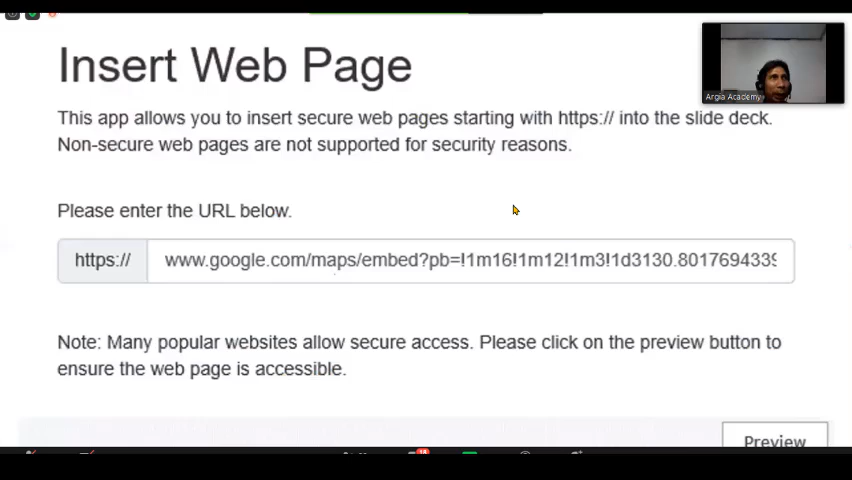 Insert Web Page
Argia Academy
This app allows you to insert secure web pages starting with https:// into the slide deck.
Non-secure web pages are not supported for security reasons.
Please enter the URL below.
https:// www.google.com/maps/embed?pb=!1m16!1m12!1m3!1d3130.8017694339
Note: Many popular websites allow secure access. Please click on the preview button to
ensure the web page is accessible.
Preview